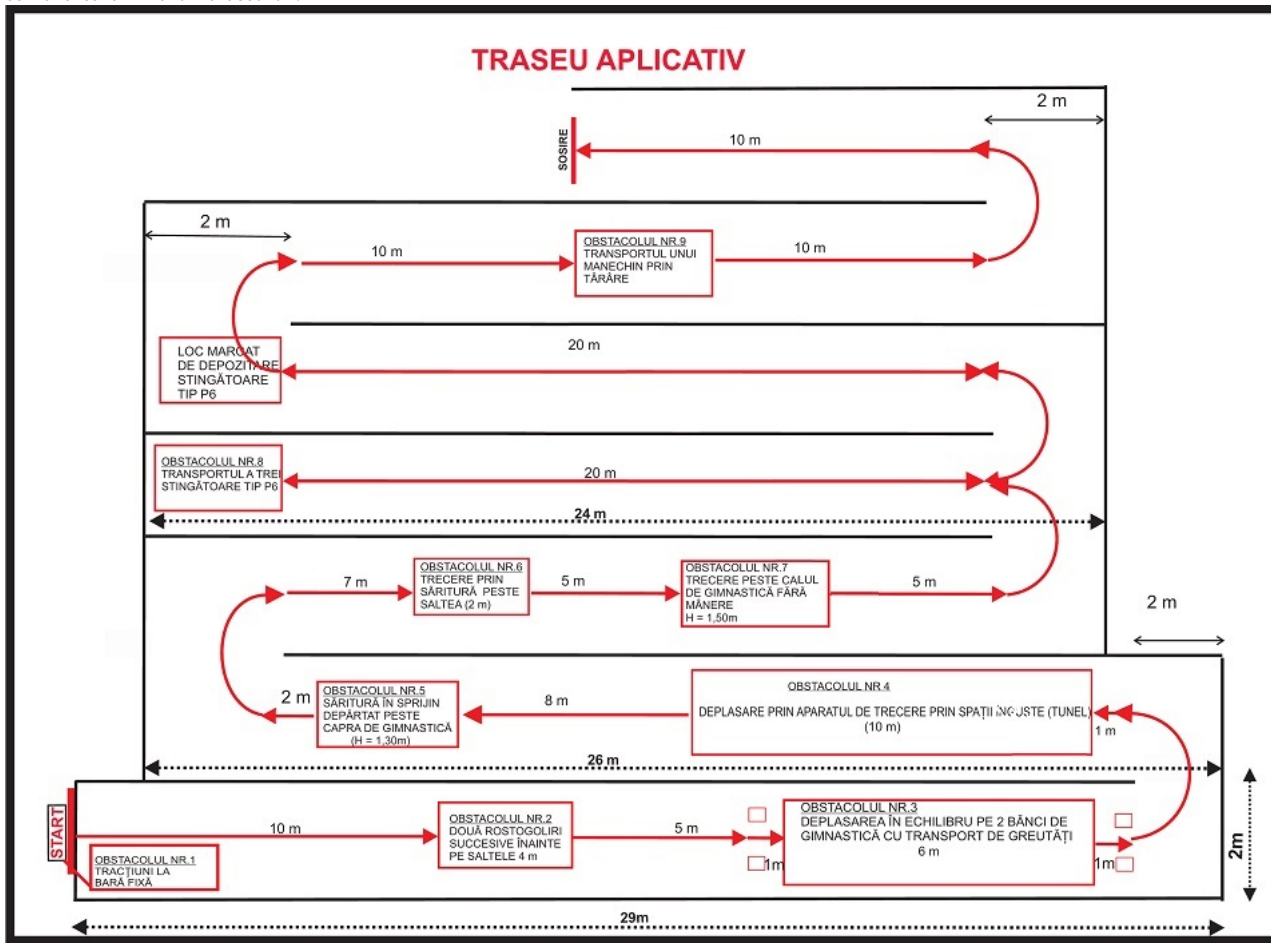 TRASEU APLICATIV
2 m
10 m
SOSIRE
2 m
10 m
OBSTACOLUL NR.9
TRANSPORTUL UNUI
MANECHIN PRIN
TÂRÂRE
10 m
LOC MARCAT
DE DEPOZITARE
STINGĂTOARE
TIP P6
20 m
OBSTACOLUL NR.8
TRANSPORTUL A TREI
STINGĂTOARE TIP P6
20 m
24 m
7 m
OBSTACOLUL NR.6
TRECERE PRIN
SĂRITURĂ PESTE
SALTEA (2 m)
5 m
OBSTACOLUL NR.7
TRECERE PESTE CALUL
DE GIMNASTICĂ FĂRĂ
MÂNERE
H = 1,50m
5 m
2 m
2 m
OBSTACOLUL NR.5
SĂRITURĂ ÎN SPRIJIN
DEPĂRTAT PESTE
CAPRA DE GIMNASTICĂ
(H = 1,30m)
8 m
OBSTACOLUL NR.4
DEPLASARE PRIN APARATUL DE TRECERE PRIN SPAȚII ÎNGUSTE (TUNEL)
(10 m)
1 m
26 m
START
OBSTACOLUL NR.1
TRACȚIUNI LA
BARĂ FIXĂ
10 m
OBSTACOLUL NR.2
DOUĂ ROSTOGOLIRI
SUCCESIVE ÎNAINTE
PE SALTELE 4 m
5 m
1m
OBSTACOLUL NR.3
DEPLASAREA ÎN ECHILIBRU PE 2 BĂNCI DE
GIMNASTICĂ CU TRANSPORT DE GREUTĂȚI
6 m
1m
2m
29m